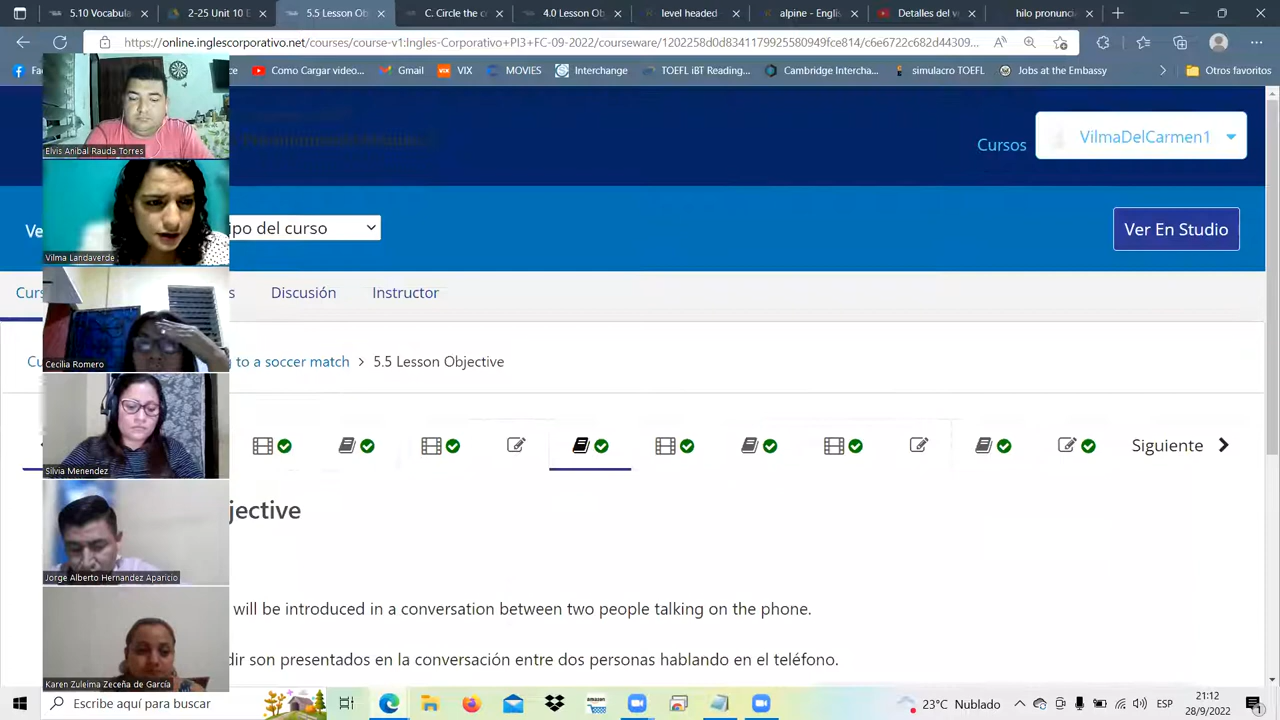 5.10 Vocabulary
2-25 Unit 10 E
5.5 Lesson Obj
C. Circle the c
4.0 Lesson Ob
level headed
alpine - Englis
Detalles del v
hilo pronunc
https://online.inglescorporativo.net/courses/course-v1:Ingles-Corporativo+PI3+FC-09-2022/courseware/1202258d0d8341179925580949fce814/c6e6722c682d44309...
Como Cargar video...
Gmail
VIX
MOVIES
Interchange
TOEFL iBT Reading...
Cambridge Intercha...
simulacro TOEFL
Jobs at the Embassy
Otros favoritos
Elvis Anibal Rauda Torres
Cursos
VilmaDelCarmen1
ipo del curso
Ver En Studio
Vilma Landaverde
s
Discusión
Instructor
to a soccer match > 5.5 Lesson Objective
Cecilia Romero
Siguiente
Silvia Menendez
jective
Jorge Alberto Hernandez Aparicio
will be introduced in a conversation between two people talking on the phone.
dir son presentados en la conversación entre dos personas hablando en el teléfono.
Karen Zuleima Zeceña de García
Escribe aquí para buscar
23°C Nublado
ESP
21:12
28/9/2022